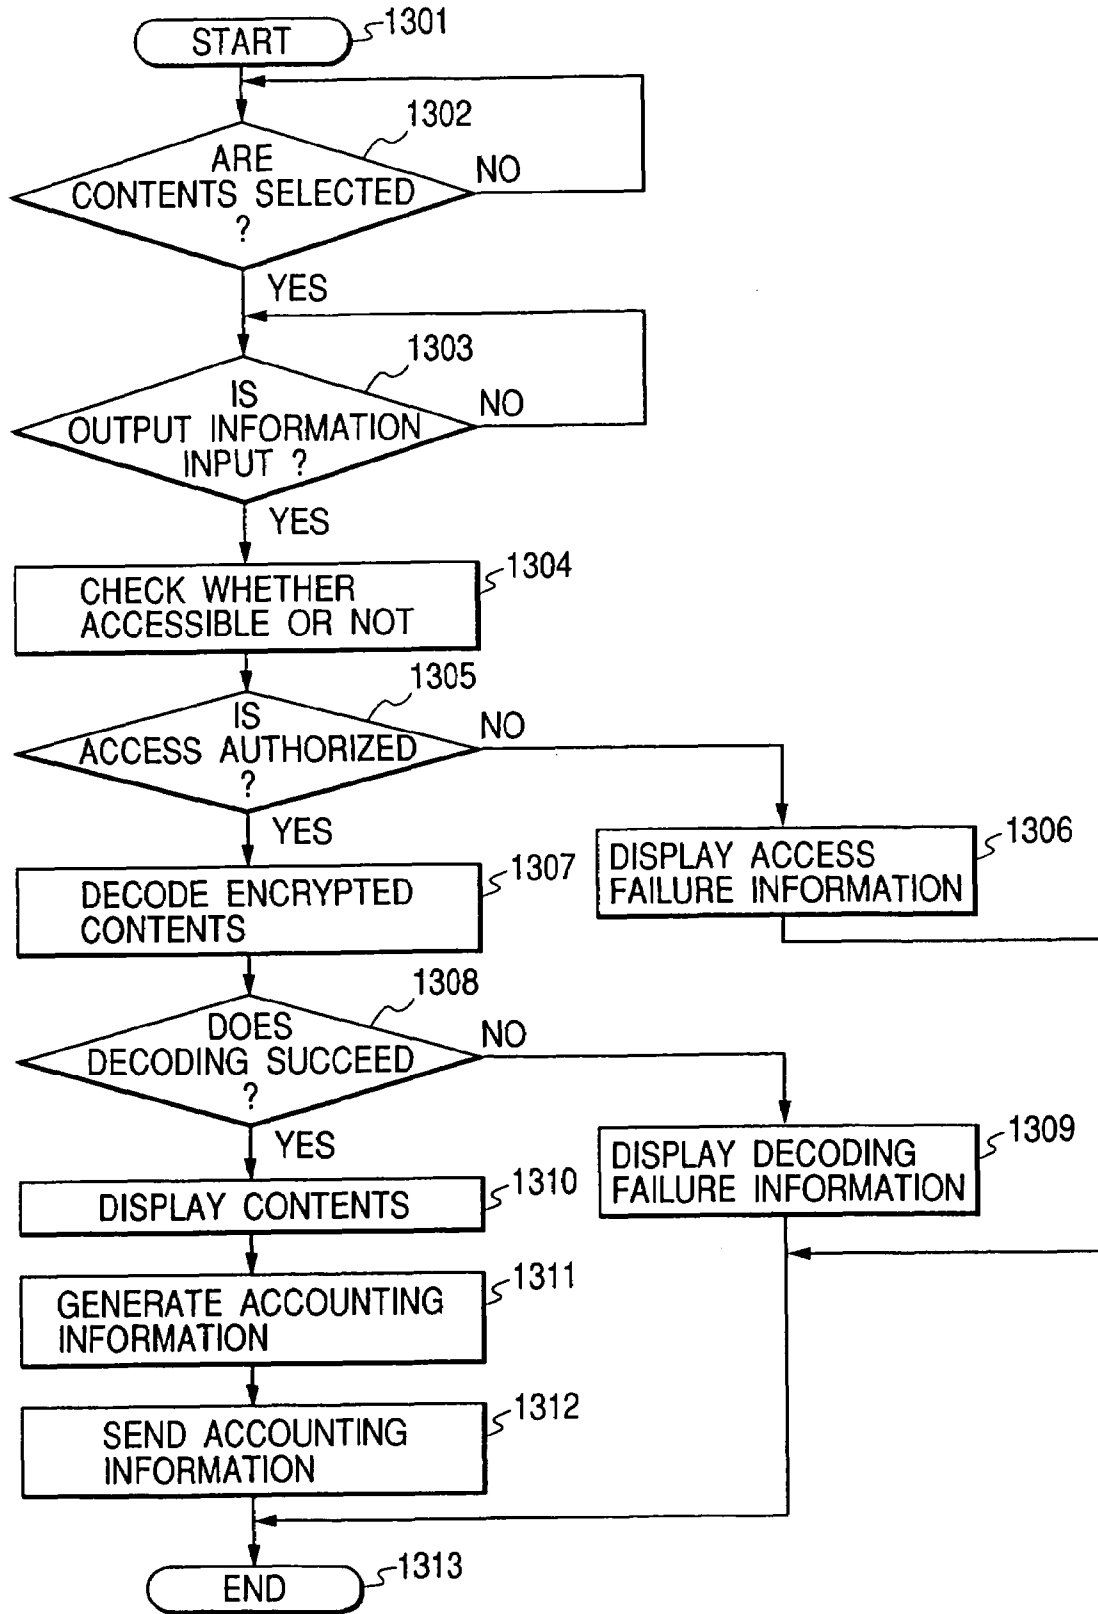 START
1301
1302
ARE
CONTENTS SELECTED
?
NO
YES
1303
IS
OUTPUT INFORMATION
INPUT ?
NO
YES
1304
CHECK WHETHER
ACCESSIBLE OR NOT
1305
IS
ACCESS AUTHORIZED
?
NO
YES
1306
DISPLAY ACCESS
FAILURE INFORMATION
1307
DECODE ENCRYPTED
CONTENTS
1308
DOES
DECODING SUCCEED
?
NO
YES
1309
DISPLAY DECODING
FAILURE INFORMATION
1310
DISPLAY CONTENTS
1311
GENERATE ACCOUNTING
INFORMATION
1312
SEND ACCOUNTING
INFORMATION
END
1313